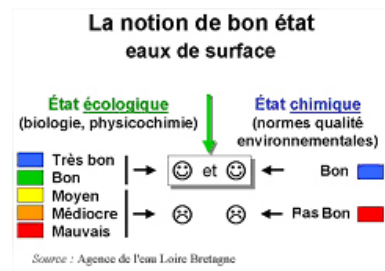 La notion de bon état
eaux de surface
État écologique
(biologie, physicochimie)
État chimique
(normes qualité
environnementales)
Très bon
Bon
Moyen
Médiocre
Mauvais
et
Bon
Pas Bon
Source : Agence de l'eau Loire Bretagne